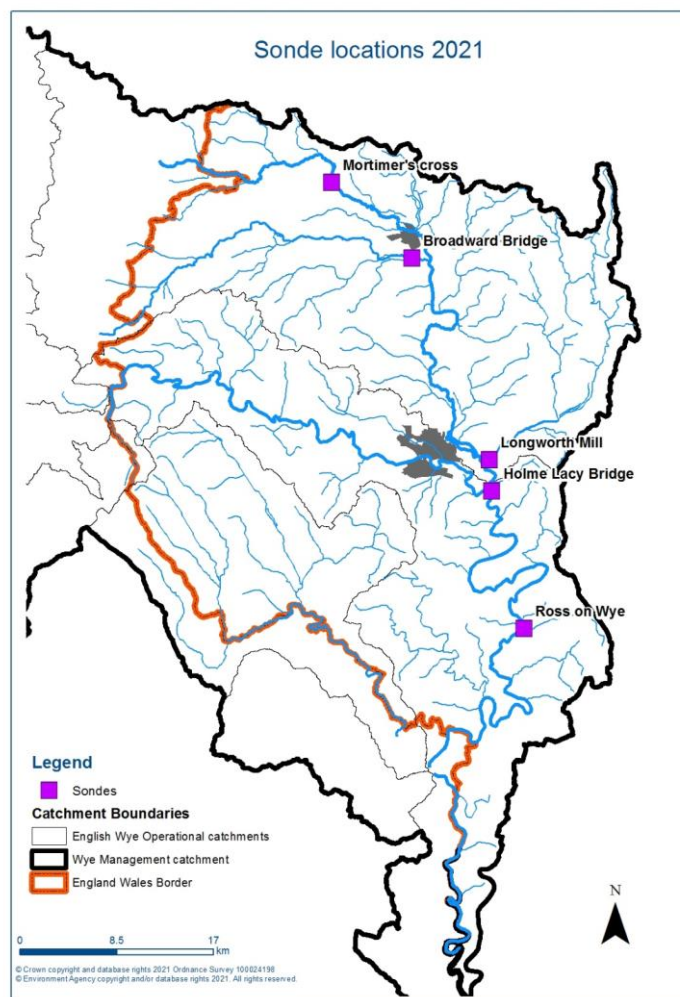 Sonde locations 2021
Mortimer's cross
Broadward Bridge
Longworth Mill
Holme Lacy Bridge
Ross on Wye
Legend
Sondes
Catchment Boundaries
English Wye Operational catchments
Wye Management catchment
England Wales Border
N
0 8.5 17
km
© Crown copyright and database rights 2021 Ordnance Survey 100024198
© Environment Agency copyright and/or database rights 2021. All rights reserved.